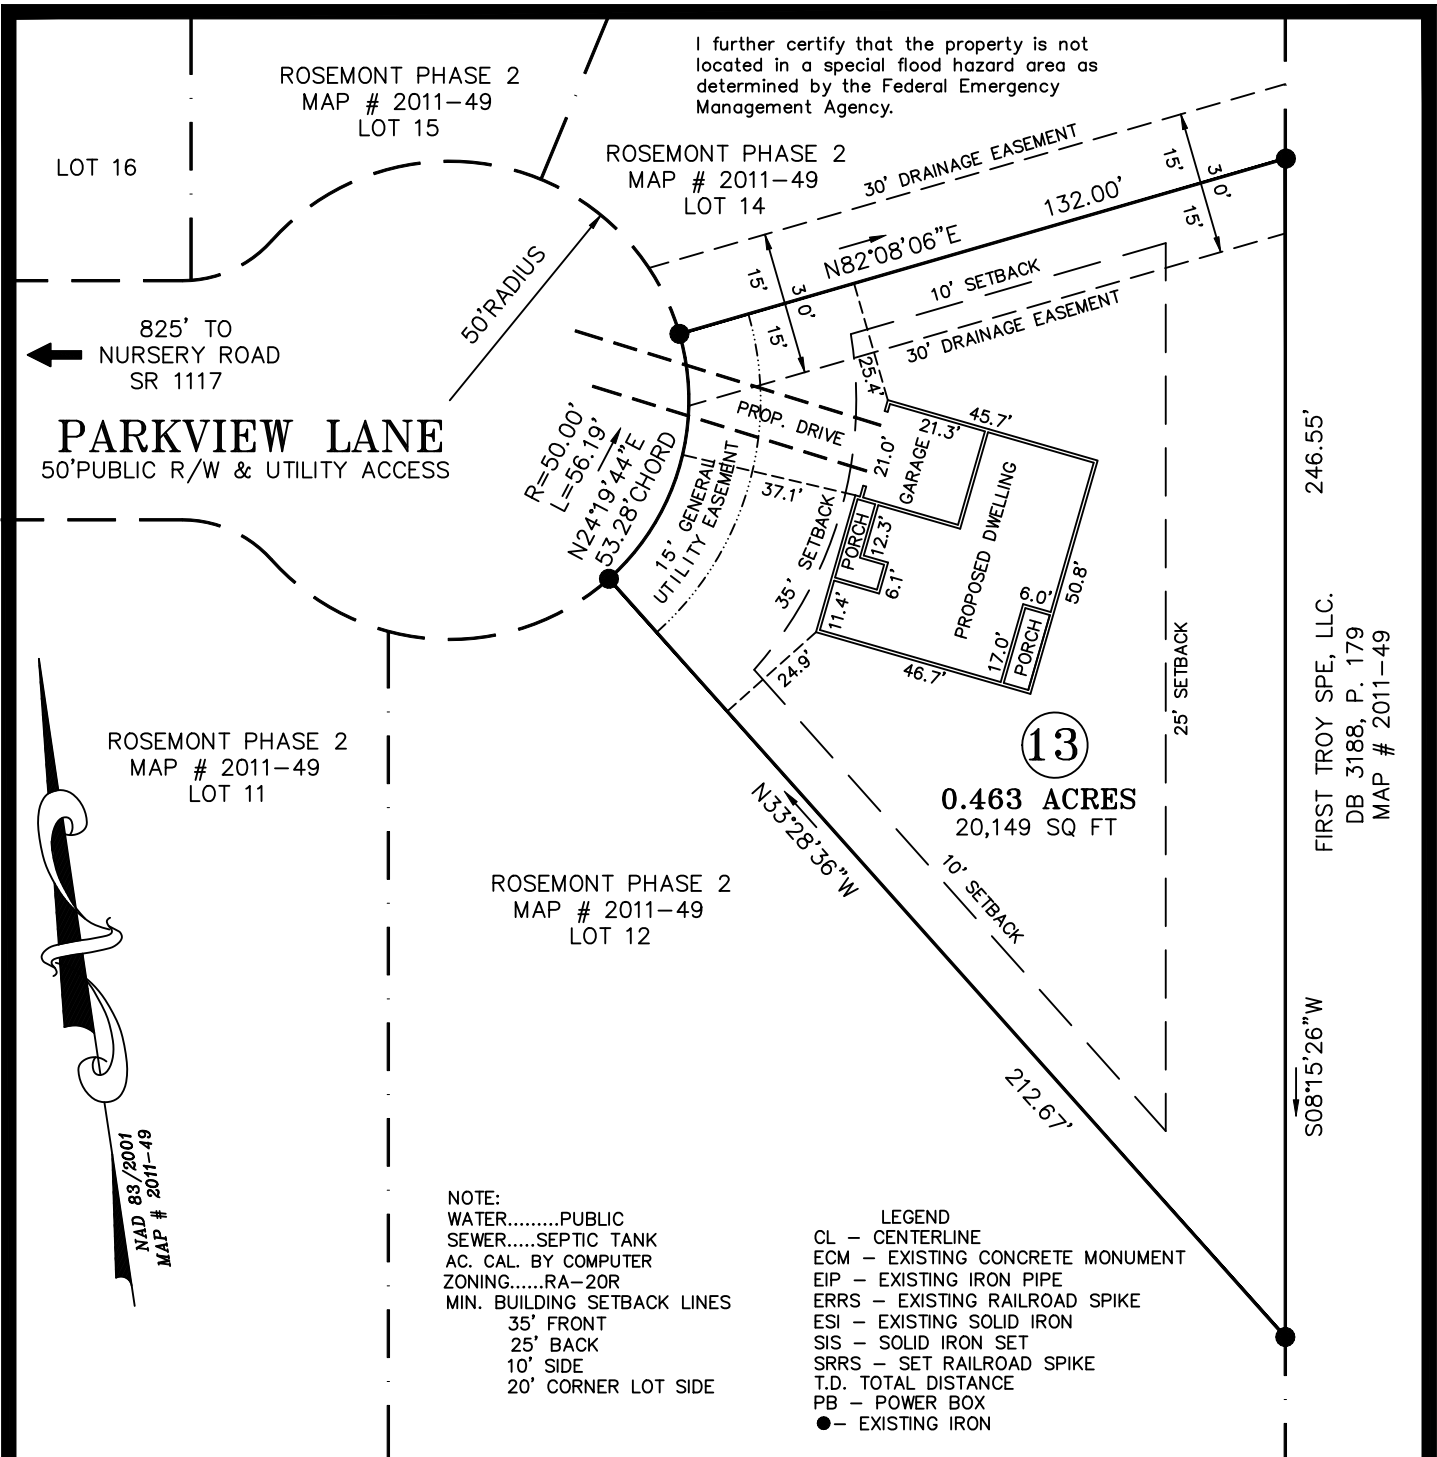 I further certify that the property is not
located in a special flood hazard area as
determined by the Federal Emergency
Management Agency.
ROSEMONT PHASE 2
MAP # 2011-49
LOT 15
LOT 16
ROSEMONT PHASE 2
MAP # 2011-49
LOT 14
30' DRAINAGE EASEMENT
132.00'
N82°08'06"E
15'
30'
15'
15'
30'
15'
10' SETBACK
30' DRAINAGE EASEMENT
50'RADIUS
825' TO
NURSERY ROAD
SR 1117
PARKVIEW LANE
50'PUBLIC R/W & UTILITY ACCESS
R=50.00'
L=56.19'
N24°19'44"E
53.28'CHORD
PROP. DRIVE
15' GENERAL
UTILITY EASEMENT
37.1'
35' SETBACK
25.4'
45.7'
21.3'
21.0'
GARAGE
PROPOSED DWELLING
PORCH
12.3'
6.1'
11.4'
6.0'
50.8'
17.0'
PORCH
46.7'
24.9'
25' SETBACK
246.55'
FIRST TROY SPE, LLC.
DB 3188, P. 179
MAP # 2011-49
S08°15'26"W
13
0.463 ACRES
20,149 SQ FT
N33°28'36"W
10' SETBACK
212.67'
ROSEMONT PHASE 2
MAP # 2011-49
LOT 11
ROSEMONT PHASE 2
MAP # 2011-49
LOT 12
NAD 83/2001
MAP # 2011-49
NOTE:
WATER.........PUBLIC
SEWER.....SEPTIC TANK
AC. CAL. BY COMPUTER
ZONING......RA-20R
MIN. BUILDING SETBACK LINES
35' FRONT
25' BACK
10' SIDE
20' CORNER LOT SIDE
LEGEND
CL - CENTERLINE
ECM - EXISTING CONCRETE MONUMENT
EIP - EXISTING IRON PIPE
ERRS - EXISTING RAILROAD SPIKE
ESI - EXISTING SOLID IRON
SIS - SOLID IRON SET
SRRS - SET RAILROAD SPIKE
T.D. TOTAL DISTANCE
PB - POWER BOX
●- EXISTING IRON